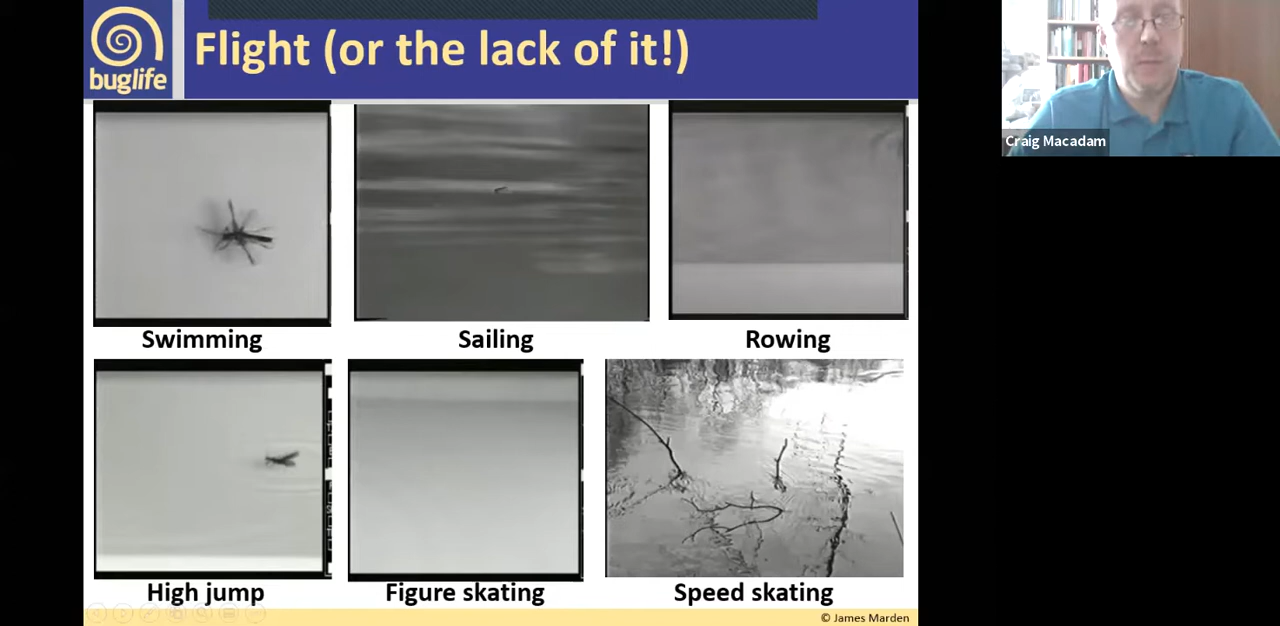 buglife
Flight (or the lack of it!)
Craig Macadam
Swimming
Sailing
Rowing
High jump
Figure skating
Speed skating
© James Marden